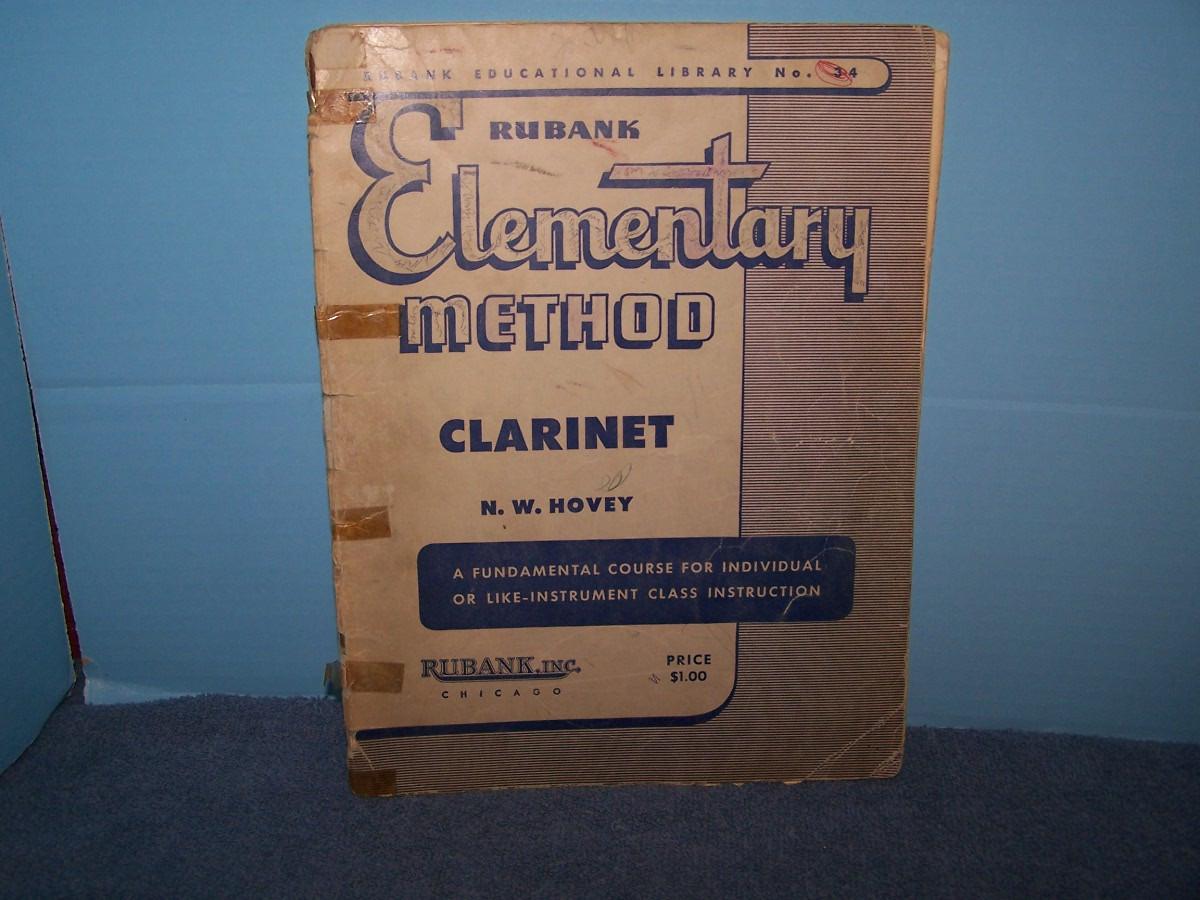 RUBANK EDUCATIONAL LIBRARY No. 34
RUBANK
Elementary
METHOD
CLARINET
N. W. HOVEY
A FUNDAMENTAL COURSE FOR INDIVIDUAL
OR LIKE-INSTRUMENT CLASS INSTRUCTION
RUBANK, INC.
CHICAGO
PRICE
$1.00